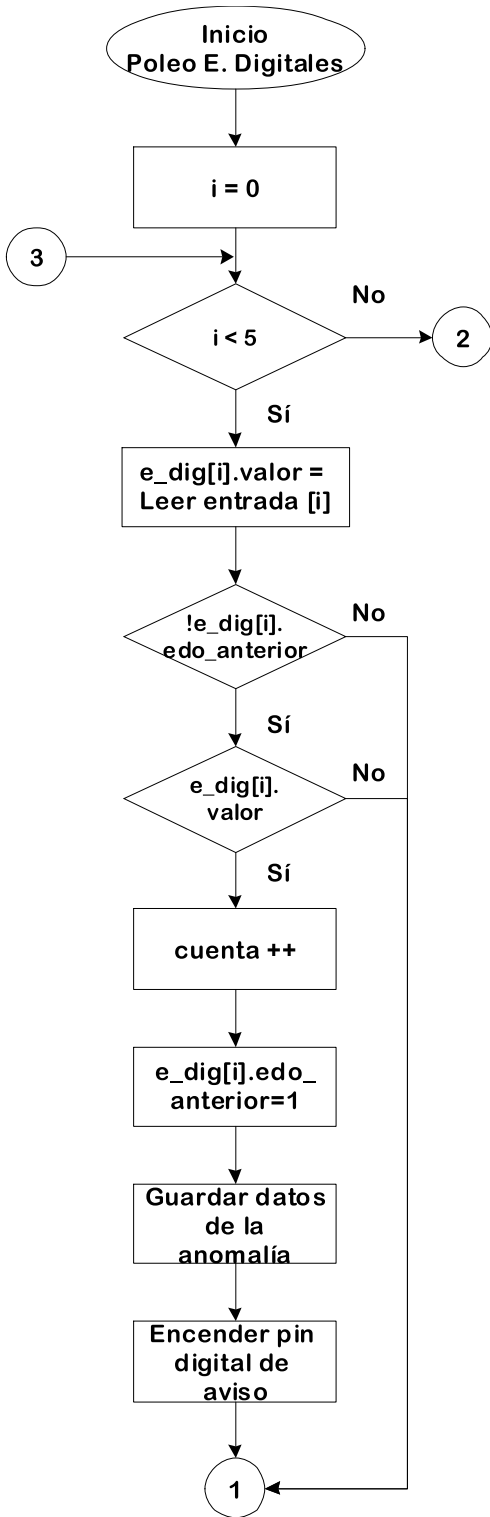 Inicio
Poleo E. Digitales
i = 0
3
No
i < 5
2
Sí
e_dig[i].valor =
Leer entrada [i]
No
!e_dig[i].
edo_anterior
Sí
No
e_dig[i].
valor
Sí
cuenta ++
e_dig[i].edo_
anterior=1
Guardar datos
de la
anomalía
Encender pin
digital de
aviso
1